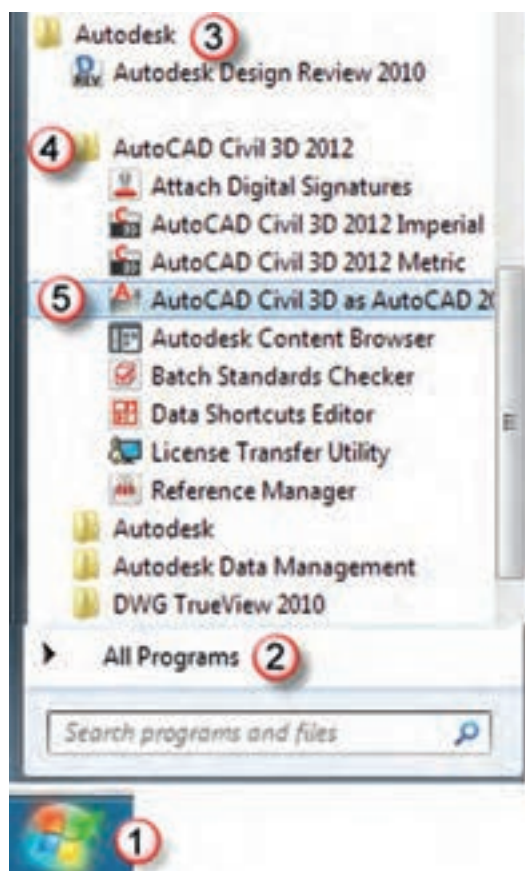 Autodesk 3
Autodesk Design Review 2010
4 AutoCAD Civil 3D 2012
Attach Digital Signatures
AutoCAD Civil 3D 2012 Imperial
AutoCAD Civil 3D 2012 Metric
5 AutoCAD Civil 3D as AutoCAD 20
Autodesk Content Browser
Batch Standards Checker
Data Shortcuts Editor
License Transfer Utility
Reference Manager
Autodesk
Autodesk Data Management
DWG TrueView 2010
All Programs 2
Search programs and files
1